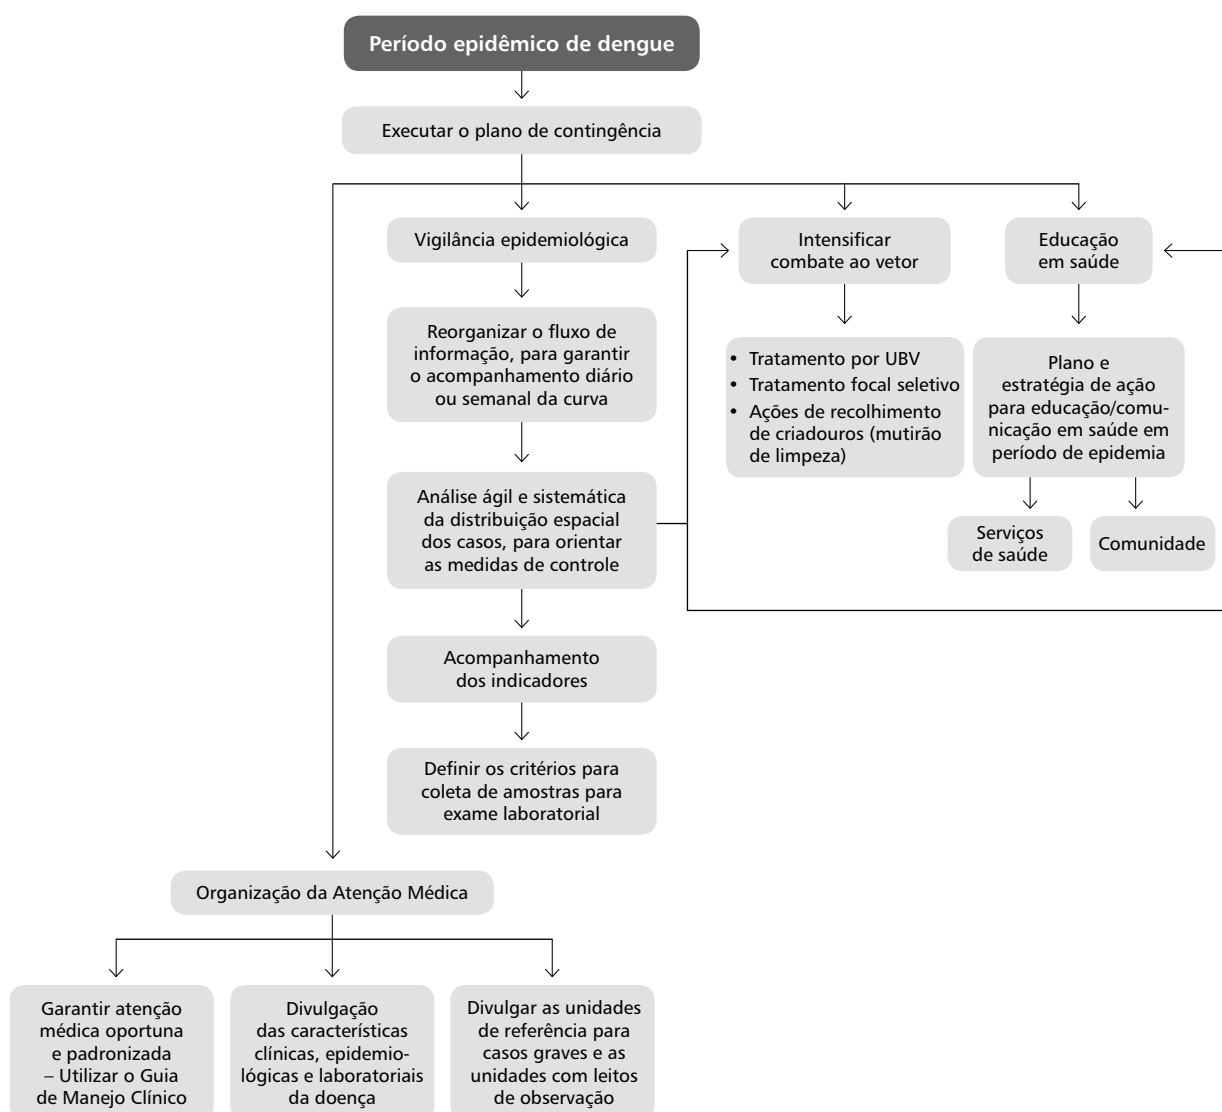 Período epidêmico de dengue
Executar o plano de contingência
Vigilância epidemiológica
Intensificar
combate ao vetor
Educação
em saúde
Reorganizar o fluxo de
informação, para garantir
o acompanhamento diário
ou semanal da curva
• Tratamento por UBV
• Tratamento focal seletivo
• Ações de recolhimento
de criadouros (mutirão
de limpeza)
Plano e
estratégia de ação
para educação/comu-
nicação em saúde em
período de epidemia
Análise ágil e sistemática
da distribuição espacial
dos casos, para orientar
as medidas de controle
Serviços
de saúde
Comunidade
Acompanhamento
dos indicadores
Definir os critérios para
coleta de amostras para
exame laboratorial
Organização da Atenção Médica
Garantir atenção
médica oportuna
e padronizada
– Utilizar o Guia
de Manejo Clínico
Divulgação
das características
clínicas, epidemio-
lógicas e laboratoriais
da doença
Divulgar as unidades
de referência para
casos graves e as
unidades com leitos
de observação